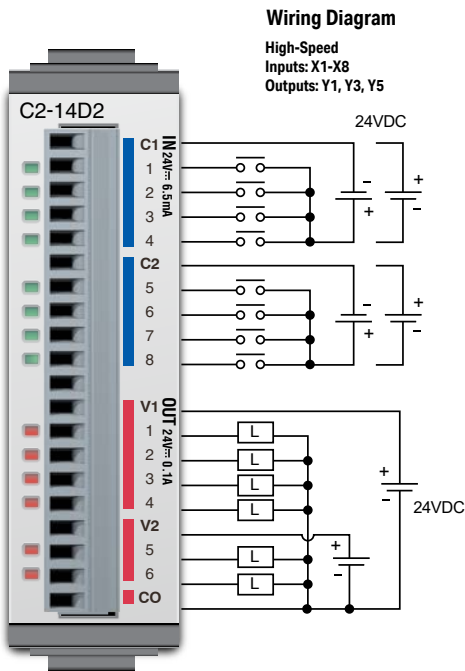 Wiring Diagram
High-Speed
Inputs: X1-X8
Outputs: Y1, Y3, Y5
C2-14D2
24VDC
C1
IN 24V⎓ 6.5mA
1
2
3
4
C2
5
6
7
8
V1
OUT 24V⎓ 0.1A
1
2
3
4
V2
5
6
CO
-
+
+
-
-
+
+
-
L
L
L
L
L
L
+
-
24VDC
+
-